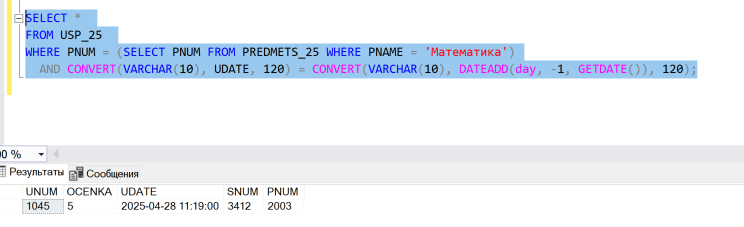 SELECT *
FROM USP_25
WHERE PNUM = (SELECT PNUM FROM PREDMETS_25 WHERE PNAME = 'Математика')
AND CONVERT(VARCHAR(10), UDATE, 120) = CONVERT(VARCHAR(10), DATEADD(day, -1, GETDATE()), 120);
00 %
Результаты Сообщения
UNUM OCENKA UDATE SNUM PNUM
1045 5 2025-04-28 11:19:00 3412 2003